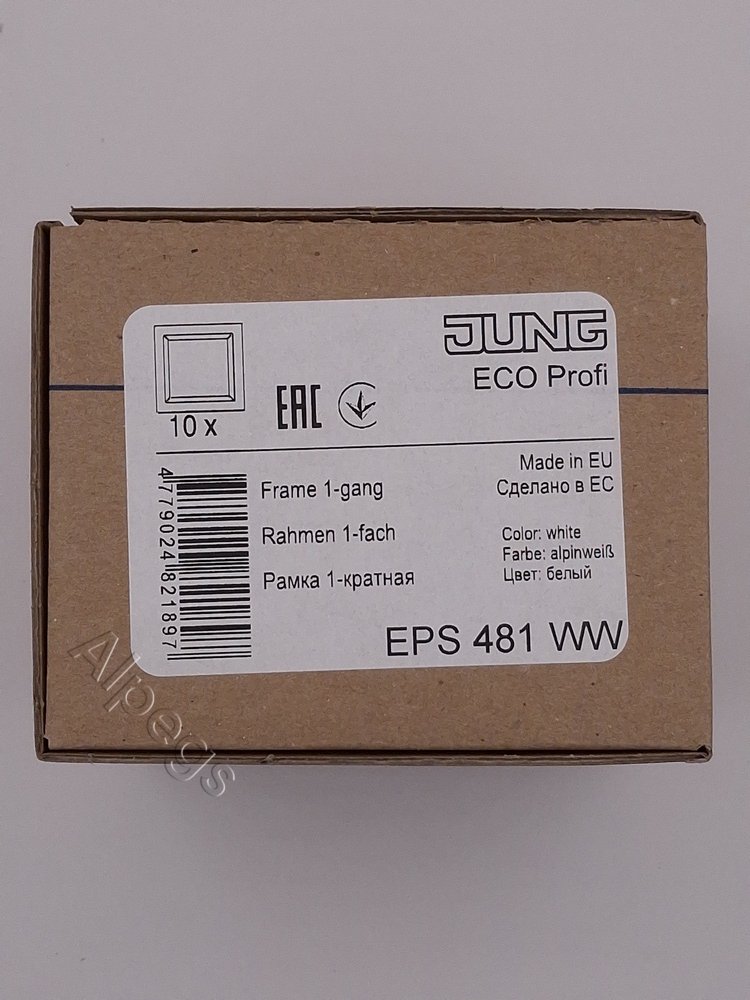 JUNG
ECO Profi
10 x
EAC
Made in EU
Сделано в ЕС
Frame 1-gang
Rahmen 1-fach
Рамка 1-кратная
Color: white
Farbe: alpinweiß
Цвет: белый
4779024821897
EPS 481 WW
Alpegs